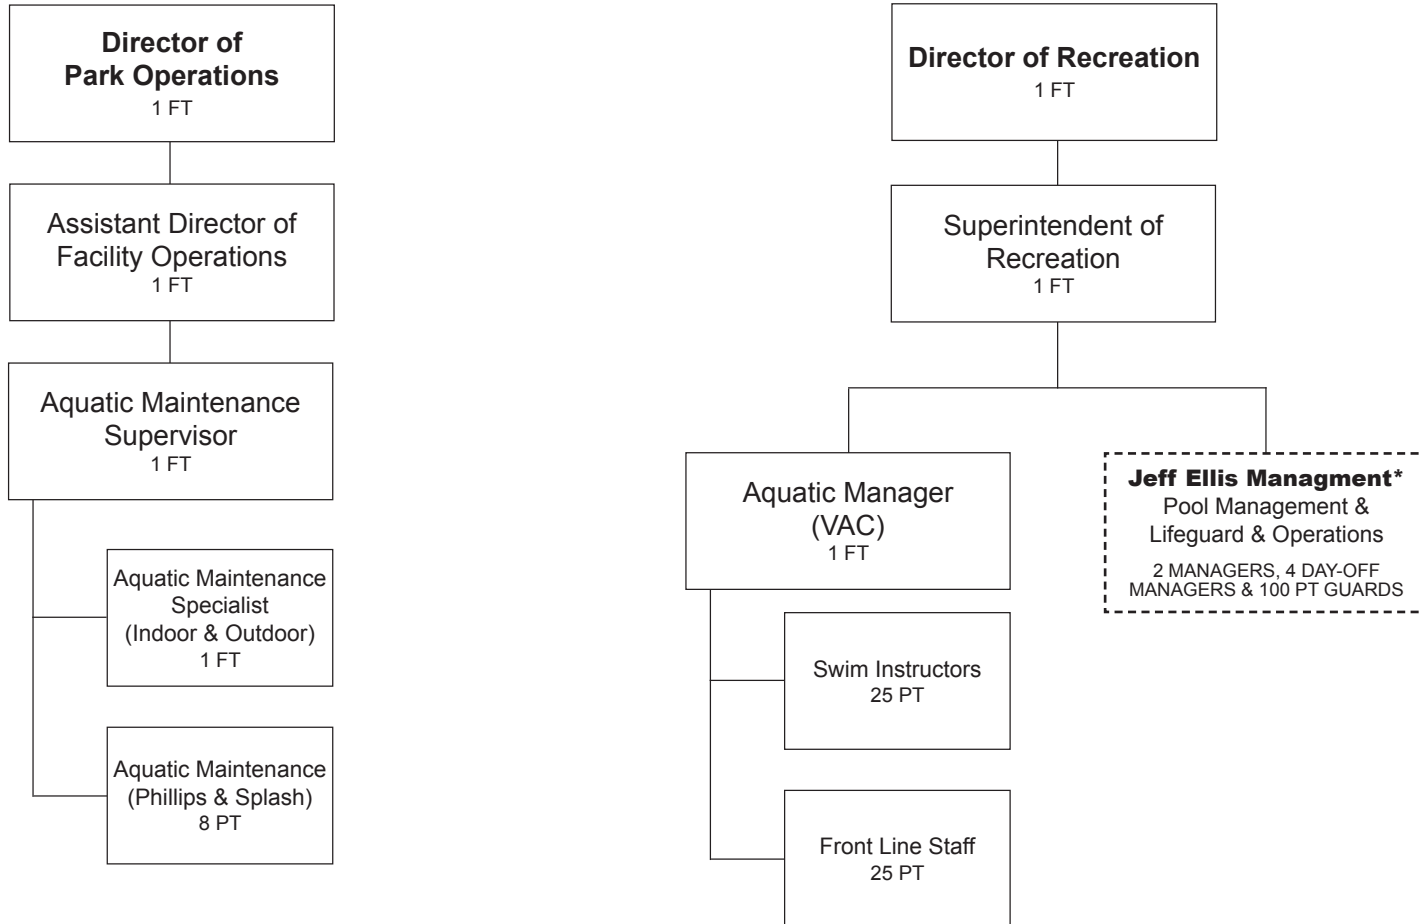 Director of
Park Operations
1 FT
Assistant Director of
Facility Operations
1 FT
Aquatic Maintenance
Supervisor
1 FT
Aquatic Maintenance
Specialist
(Indoor & Outdoor)
1 FT
Aquatic Maintenance
(Phillips & Splash)
8 PT
Director of Recreation
1 FT
Superintendent of
Recreation
1 FT
Aquatic Manager
(VAC)
1 FT
Swim Instructors
25 PT
Front Line Staff
25 PT
Jeff Ellis Managment*
Pool Management &
Lifeguard & Operations
2 MANAGERS, 4 DAY-OFF
MANAGERS & 100 PT GUARDS